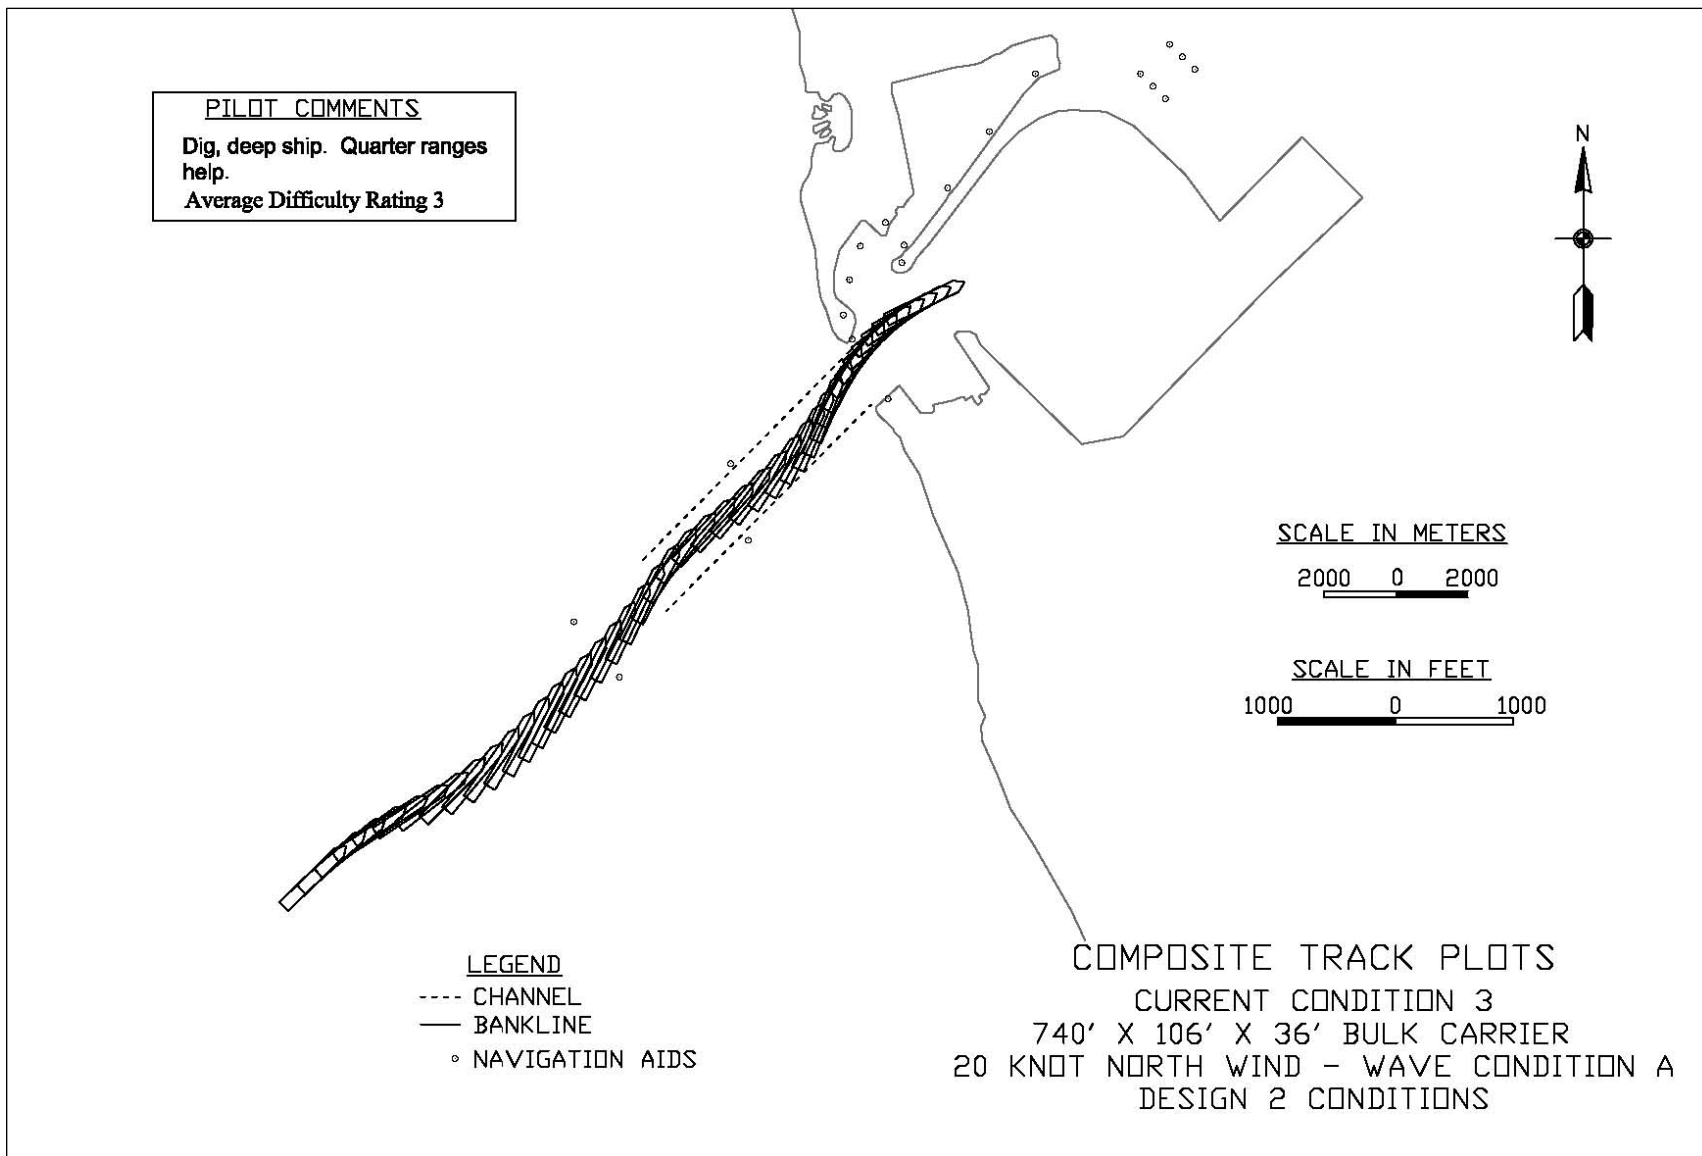 PILOT COMMENTS
Dig, deep ship. Quarter ranges
help.
Average Difficulty Rating 3
N
SCALE IN METERS
2000 0 2000
SCALE IN FEET
1000 0 1000
LEGEND
CHANNEL
BANKLINE
NAVIGATION AIDS
COMPOSITE TRACK PLOTS
CURRENT CONDITION 3
740' X 106' X 36' BULK CARRIER
20 KNOT NORTH WIND - WAVE CONDITION A
DESIGN 2 CONDITIONS